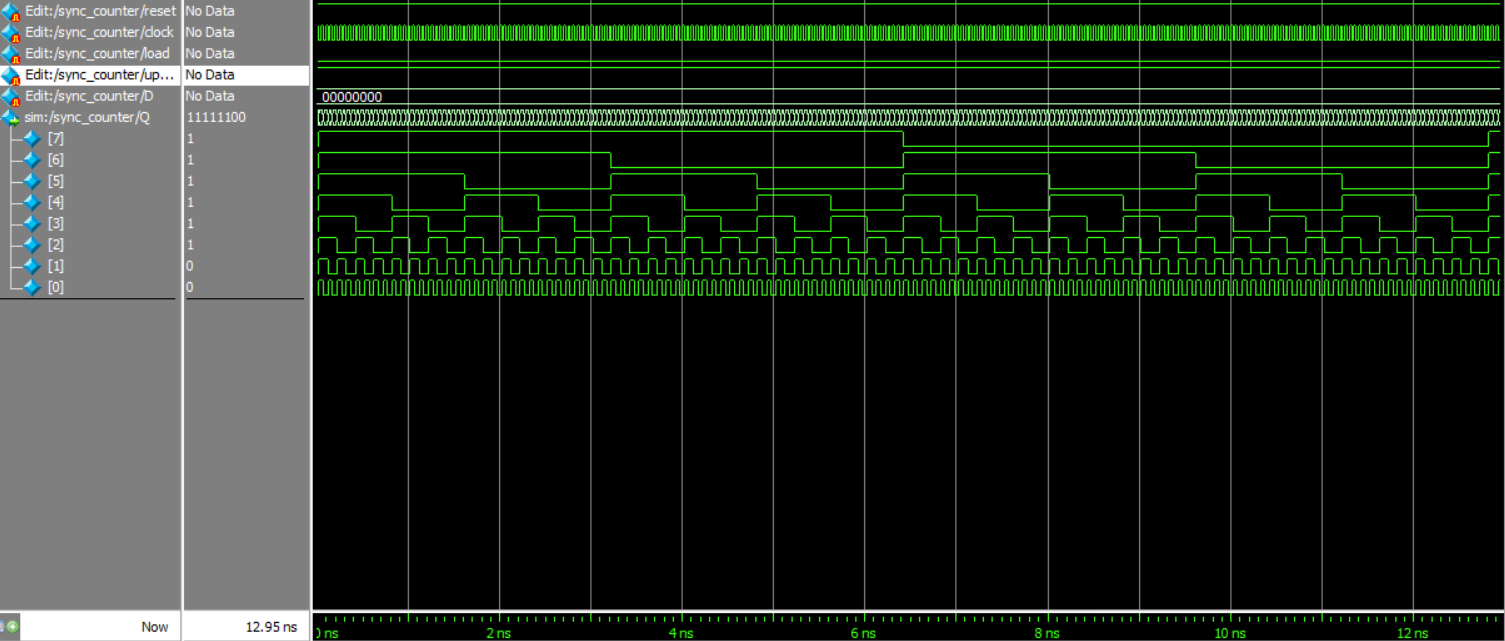 Edit:/sync_counter/reset No Data
Edit:/sync_counter/clock No Data
Edit:/sync_counter/load No Data
Edit:/sync_counter/up... No Data
Edit:/sync_counter/D No Data 00000000
sim:/sync_counter/Q 11111100
[7] 1
[6] 1
[5] 1
[4] 1
[3] 1
[2] 1
[1] 0
[0] 0
Now 12.95 ns ns 2 ns 4 ns 6 ns 8 ns 10 ns 12 ns